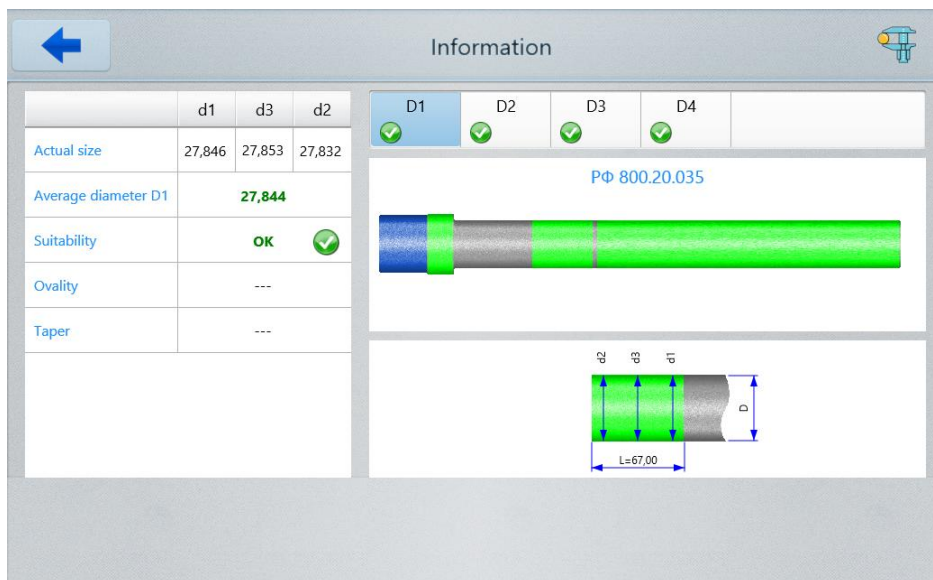 Information
d1 d3 d2
Actual size 27,846 27,853 27,832
Average diameter D1 27,844
Suitability OK
Ovality ---
Taper ---
D1 D2 D3 D4
РФ 800.20.035
d2 d3 d1
D
L=67,00